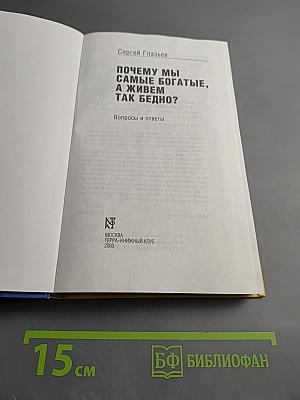 Сергей Глазьев
ПОЧЕМУ МЫ
САМЫЕ БОГАТЫЕ,
А ЖИВЕМ
ТАК БЕДНО?
Вопросы и ответы
МОСКВА
ТЕРРА–КНИЖНЫЙ КЛУБ
2003
15 см
БФ БИБЛИОФАН